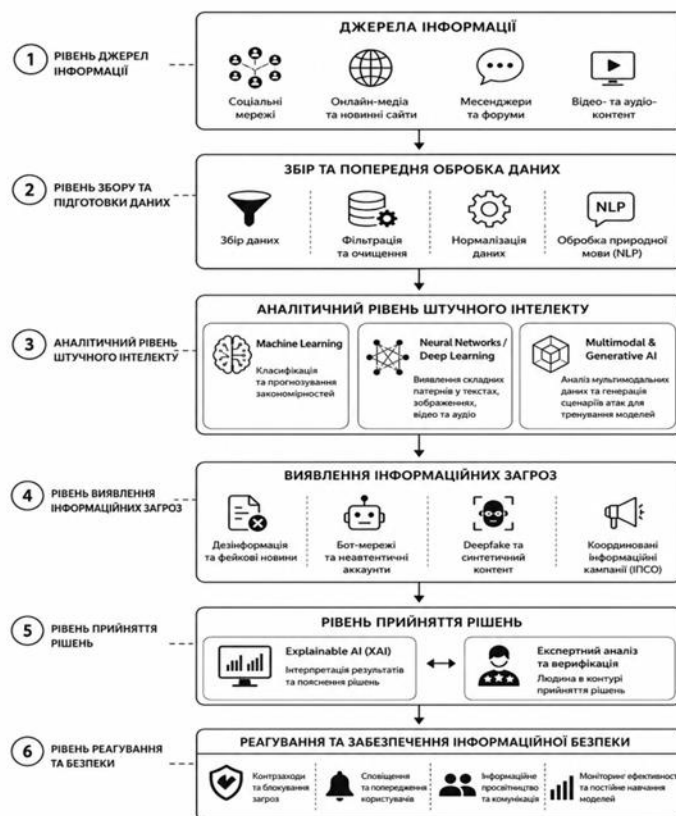 ДЖЕРЕЛА ІНФОРМАЦІЇ
1
РІВЕНЬ ДЖЕРЕЛ
ІНФОРМАЦІЇ
Соціальні
мережі
Онлайн-медіа
та новинні сайти
Месенджери
та форуми
Відео- та аудіо-
контент
ЗБІР ТА ПОПЕРЕДНЯ ОБРОБКА ДАНИХ
2
РІВЕНЬ ЗБОРУ ТА
ПІДГОТОВКИ ДАНИХ
NLP
Збір даних
Фільтрація
та очищення
Нормалізація
даних
Обробка природної
мови (NLP)
АНАЛІТИЧНИЙ РІВЕНЬ ШТУЧНОГО ІНТЕЛЕКТУ
3
АНАЛІТИЧНИЙ РІВЕНЬ
ШТУЧНОГО ІНТЕЛЕКТУ
Machine Learning
Класифікація
та прогнозування
закономірностей
Neural Networks /
Deep Learning
Виявлення складних
патернів у текстах,
зображеннях,
відео та аудіо
Multimodal &
Generative AI
Аналіз мультимодальних
даних та генерація
сценаріїв атак для
тренування моделей
ВИЯВЛЕННЯ ІНФОРМАЦІЙНИХ ЗАГРОЗ
4
РІВЕНЬ ВИЯВЛЕННЯ
ІНФОРМАЦІЙНИХ ЗАГРОЗ
Дезінформація
та фейкові новини
Бот-мережі
та неавтентичні
аккаунти
Deepfake та
синтетичний
контент
Координовані
інформаційні
кампанії (ІПСО)
РІВЕНЬ ПРИЙНЯТТЯ РІШЕНЬ
5
РІВЕНЬ ПРИЙНЯТТЯ
РІШЕНЬ
Explainable AI (XAI)
Інтерпретація результатів
та пояснення рішень
Експертний аналіз
та верифікація
Людина в контурі
прийняття рішень
РЕАГУВАННЯ ТА ЗАБЕЗПЕЧЕННЯ ІНФОРМАЦІЙНОЇ БЕЗПЕКИ
6
РІВЕНЬ РЕАГУВАННЯ
ТА БЕЗПЕКИ
Контрзаходи
та блокування
загроз
Сповіщення
та попередження
користувачів
Інформаційне
просвітництво
та комунікація
Моніторинг ефективност
та постійне навчання
моделей